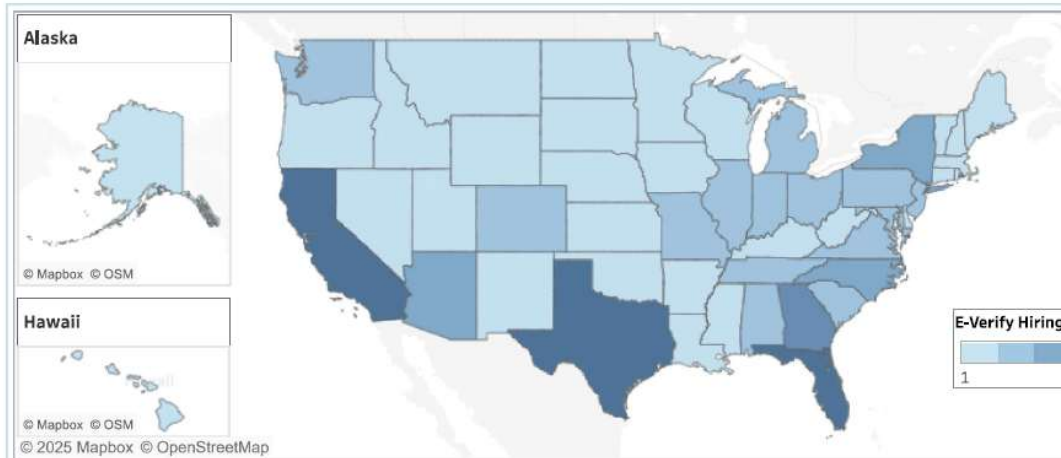 Alaska
© Mapbox © OSM
Hawaii
© Mapbox © OSM
© 2025 Mapbox © OpenStreetMap
E-Verify Hiring
1